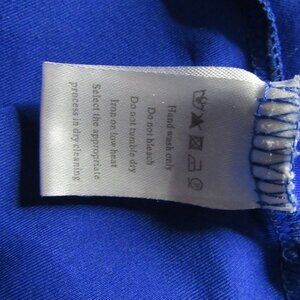 Hand wash only
Do not bleach
Do not tumble dry
Iron on low heat
Select the appropriate
process in dry cleaning